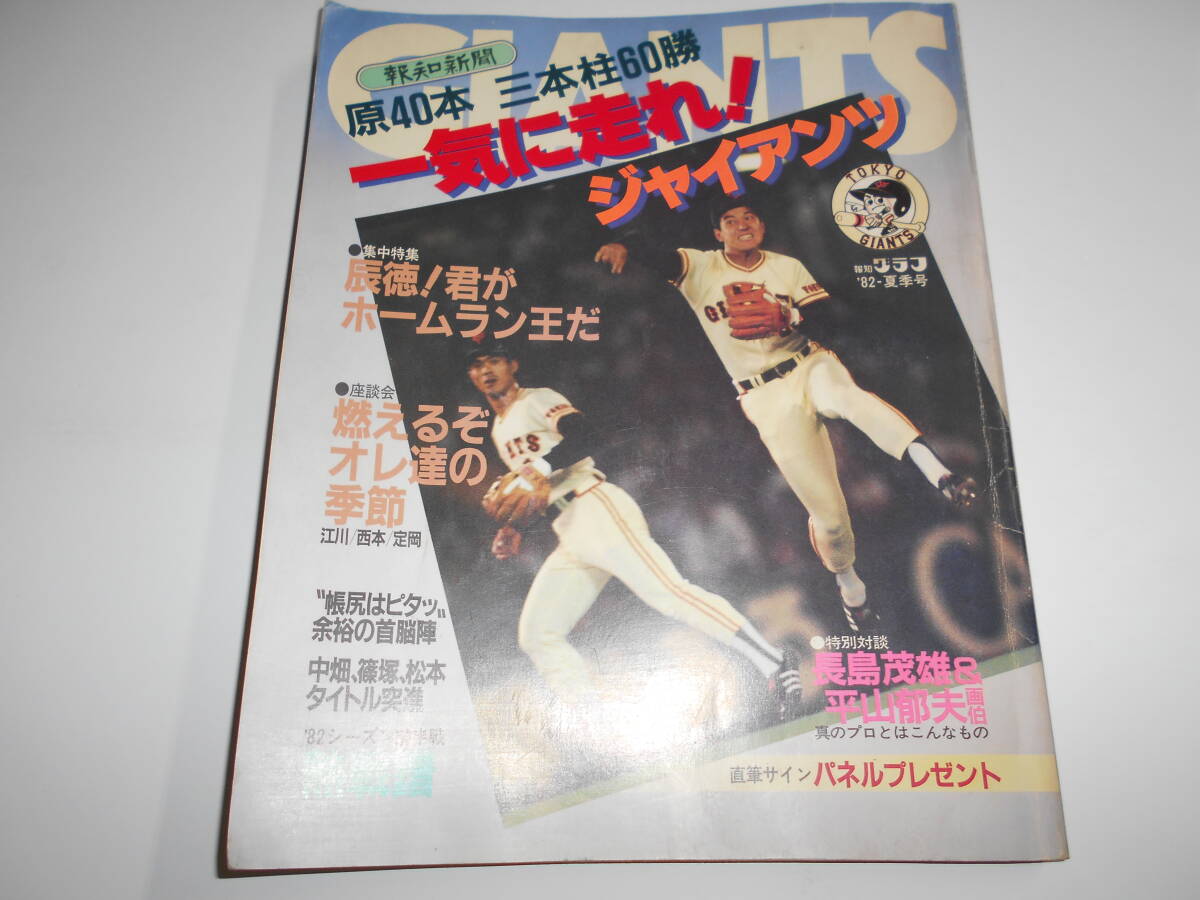 GIANTS
報知新聞
原40本 三本柱60勝
一気に走れ!
ジャイアンツ
TOKYO
GIANTS
報知グラフ
'82-夏季号
●集中特集
辰徳!君が
ホームラン王だ
●座談会
燃えるぞ
オレ達の
季節
江川/西本/定岡
〝帳尻はピタッ〟
余裕の首脳陣
中畑、篠塚、松本
タイトル突進
'82シーズン前半戦
●特別対談
長島茂雄&
平山郁夫画伯
真のプロとはこんなもの
直筆サイン パネルプレゼント